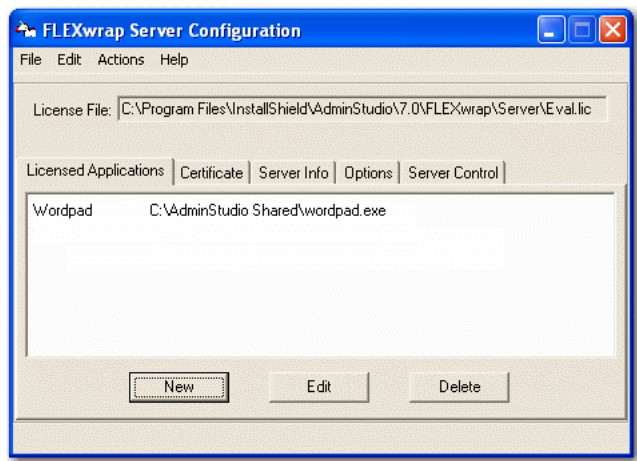 FLEXwrap Server Configuration
File Edit Actions Help
License File: C:\Program Files\InstallShield\AdminStudio\7.0\FLEXwrap\Server\Eval.lic
Licensed Applications Certificate Server Info Options Server Control
Wordpad C:\AdminStudio Shared\wordpad.exe
New Edit Delete